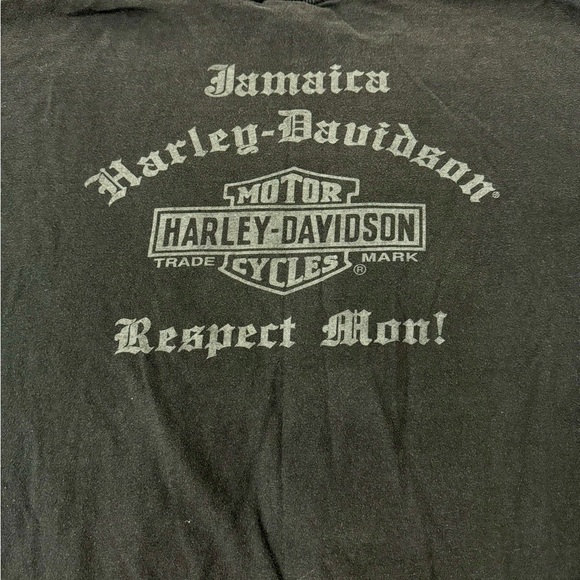 Jamaica
Harley-Davidson®
MOTOR
HARLEY-DAVIDSON
TRADE MARK
CYCLES®
Respect Mon!